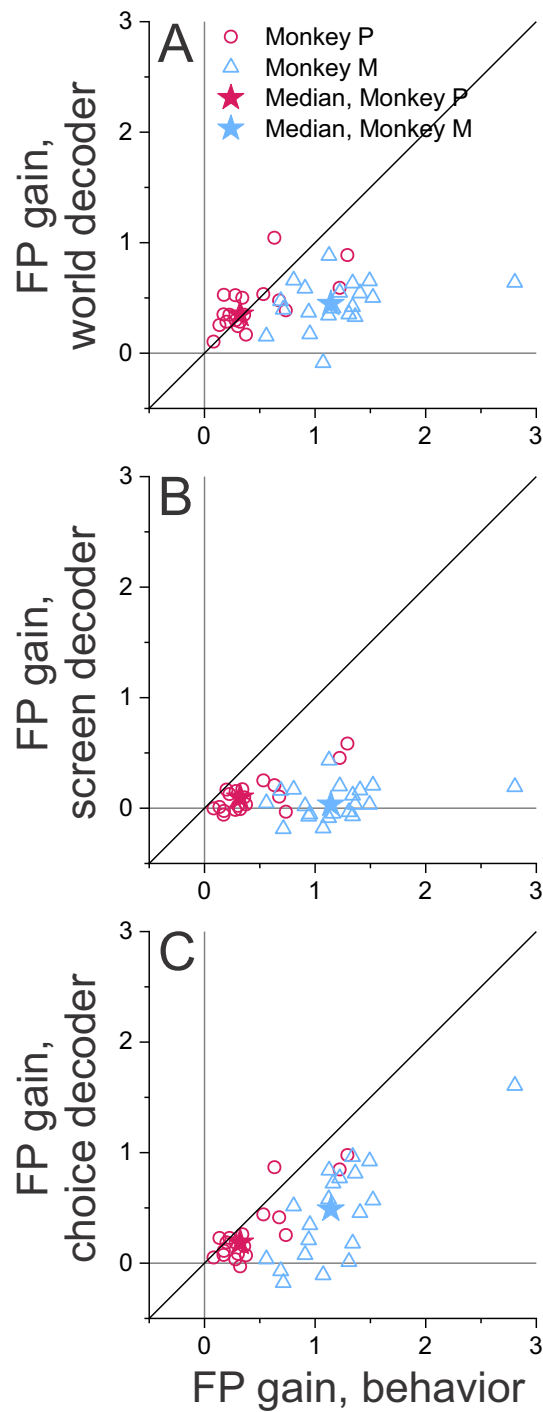 A
Monkey P
Monkey M
Median, Monkey P
Median, Monkey M
FP gain,
world decoder
3
2
1
0
0
1
2
3
B
FP gain,
screen decoder
3
2
1
0
0
1
2
3
C
FP gain,
choice decoder
3
2
1
0
0
1
2
3
FP gain, behavior